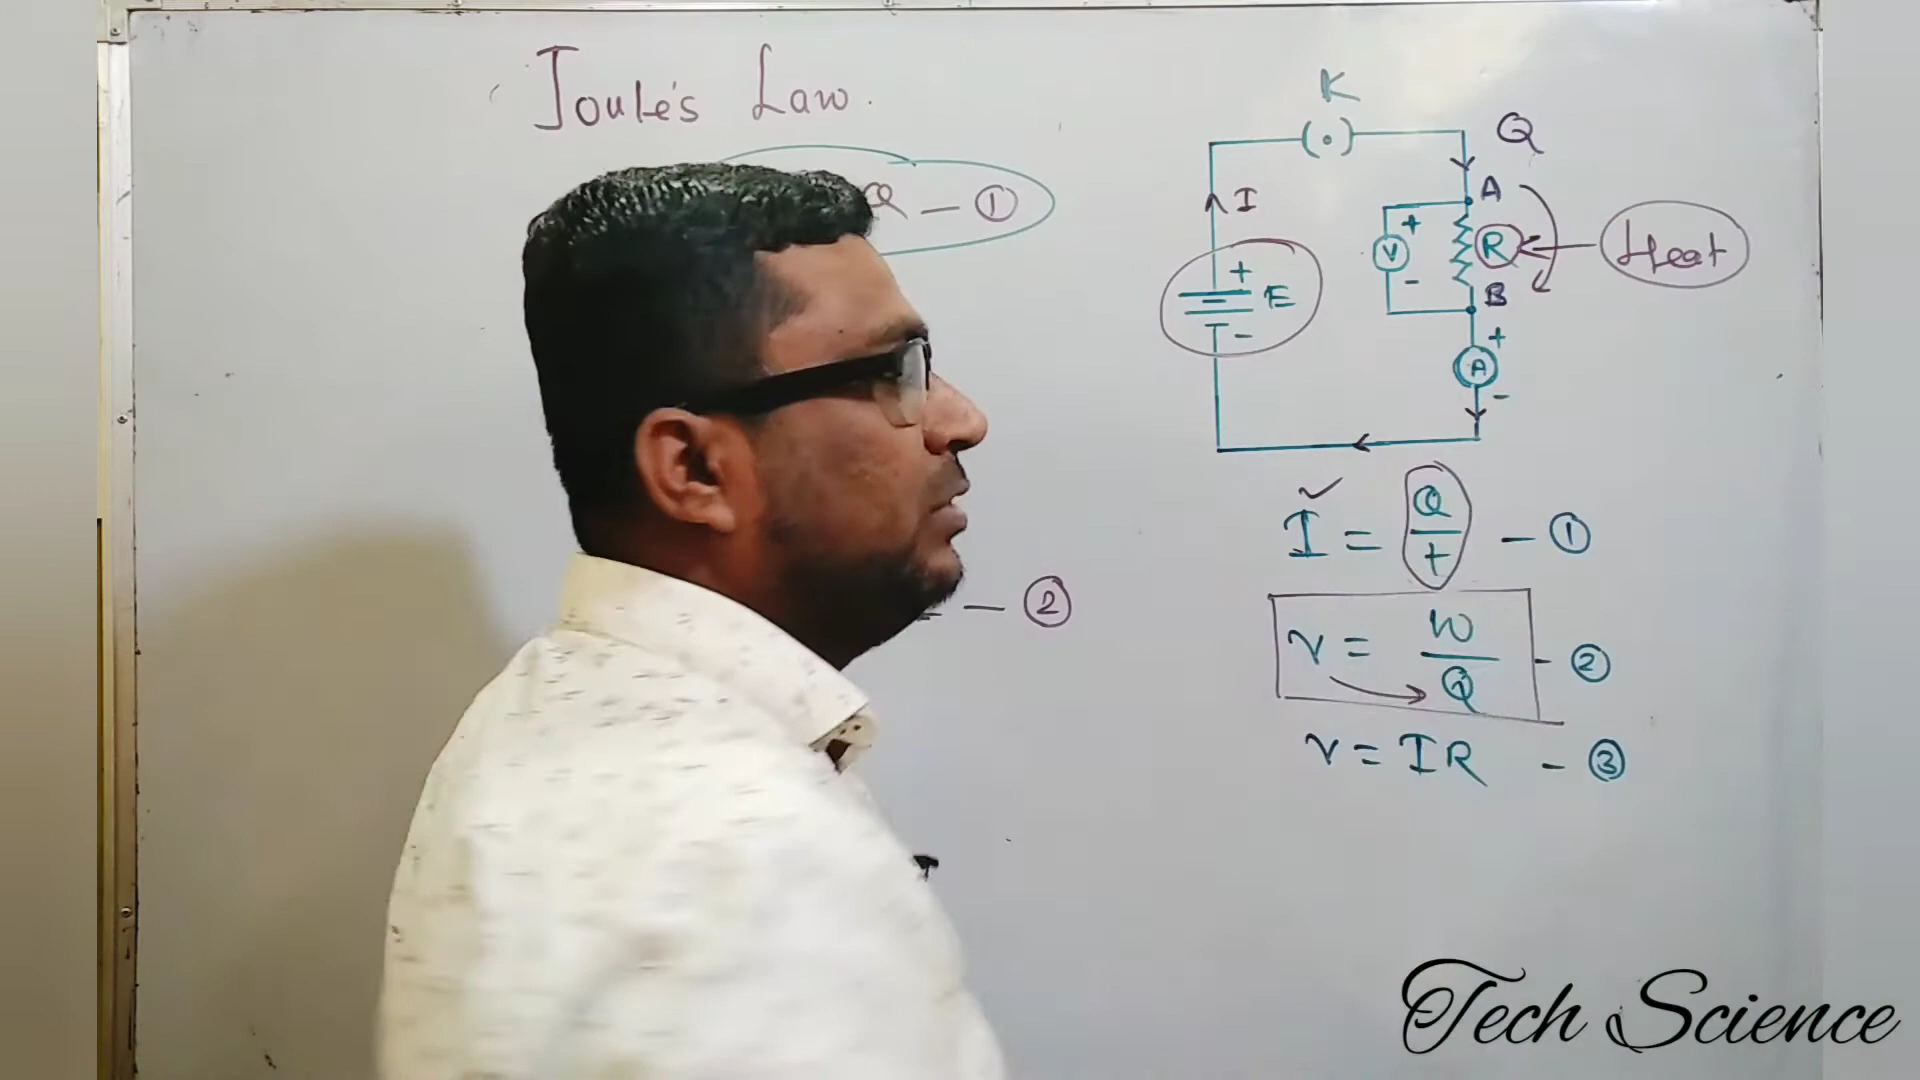 Joule's Law.
Q — ①
— ②
K
Q
I
A
+
V
-
R
Heat
+
E
-
B
+
A
-
I = Q/t — ①
V = W/Q - ②
V = IR - ③
Tech Science